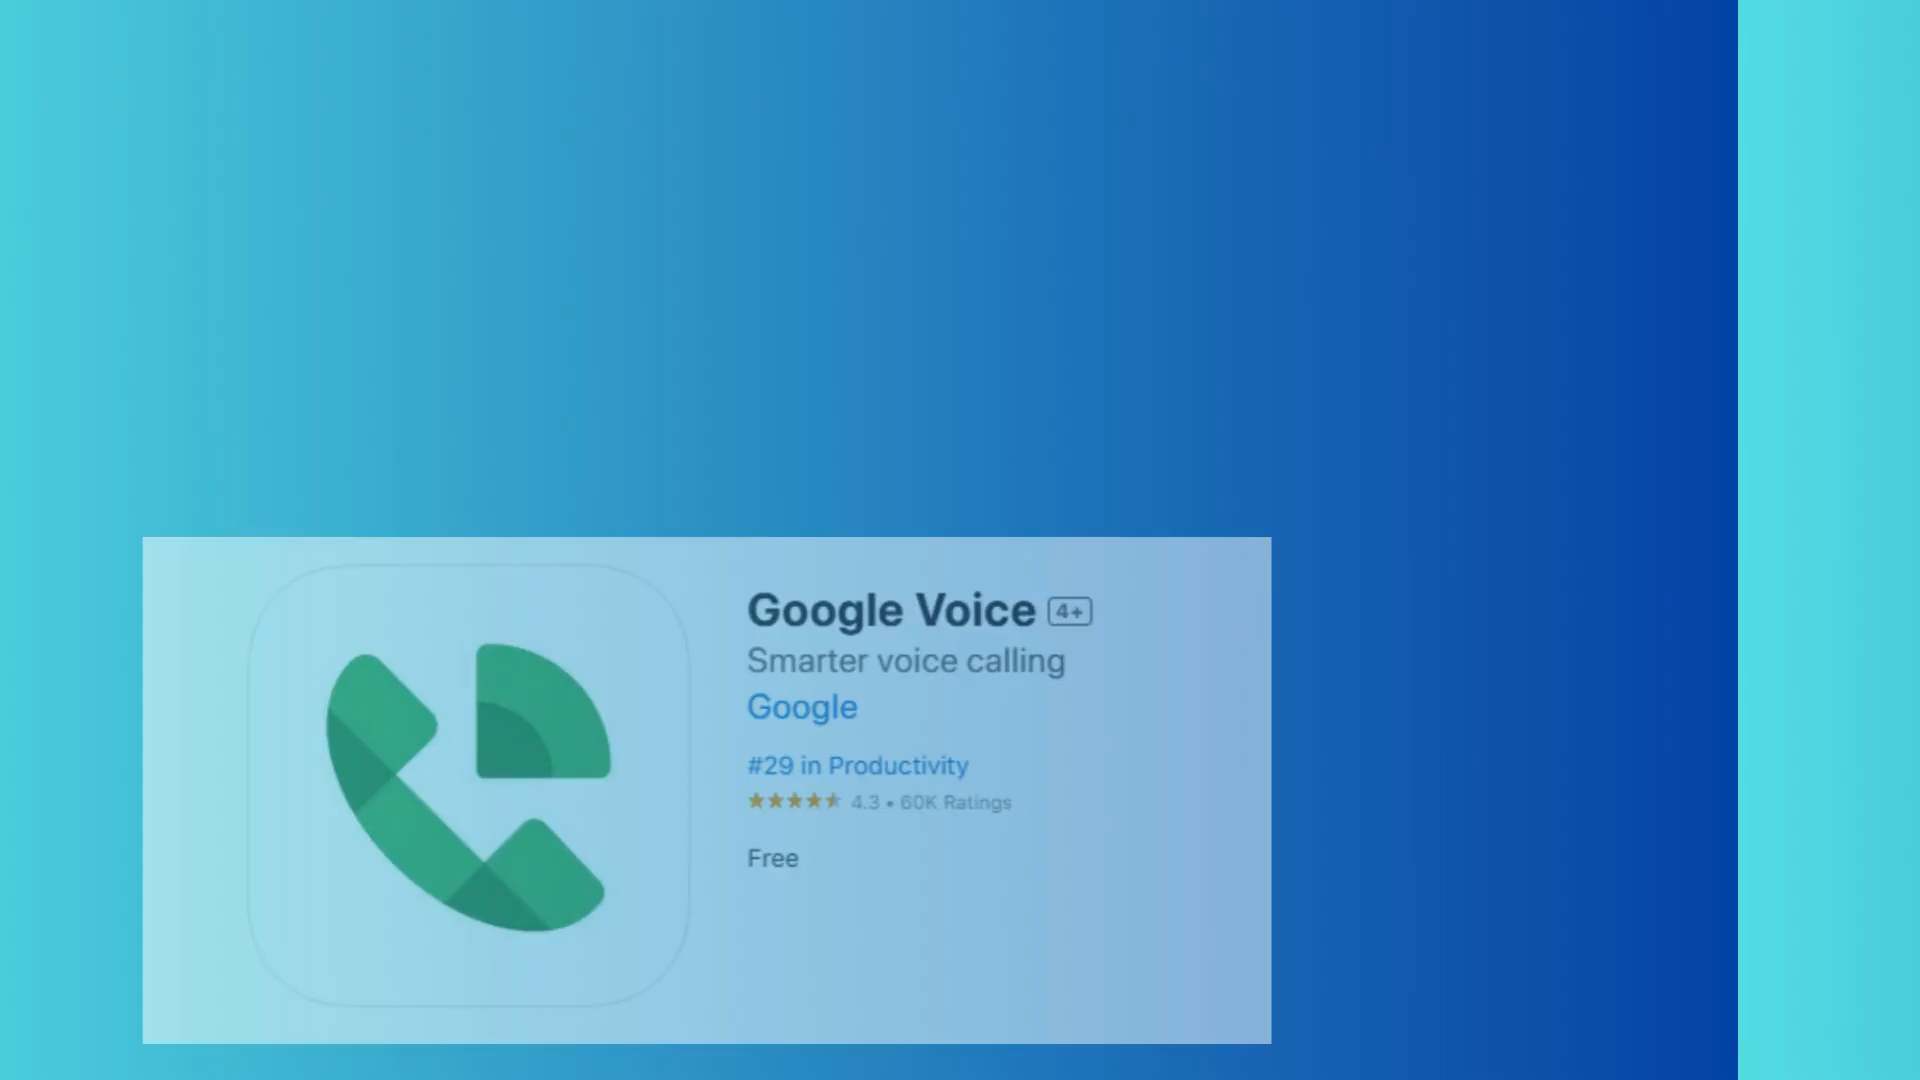 Google Voice 4+
Smarter voice calling
Google
#29 in Productivity
★★★★⯪ 4.3 • 60K Ratings
Free